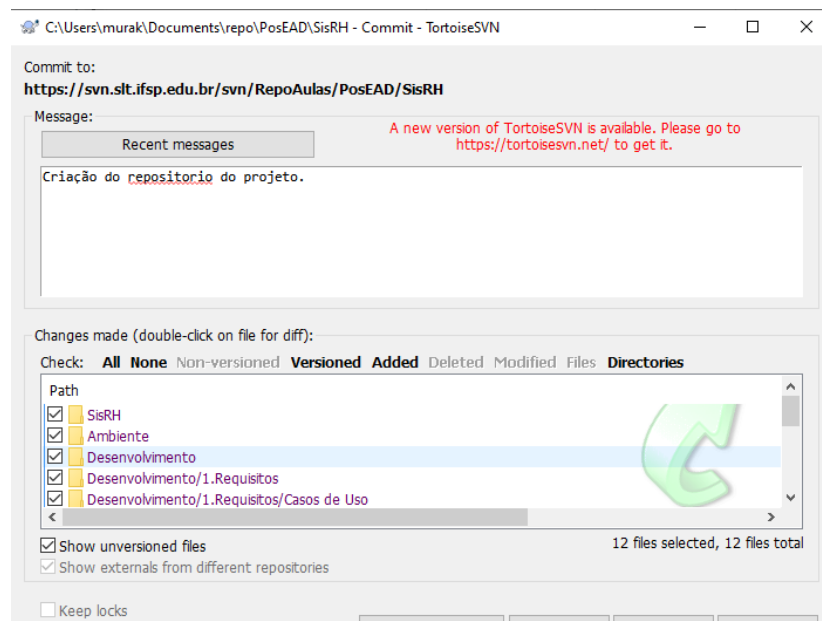 C:\Users\murak\Documents\repo\PosEAD\SisRH - Commit - TortoiseSVN
Commit to:
https://svn.slt.ifsp.edu.br/svn/RepoAulas/PosEAD/SisRH
Message:
Recent messages
A new version of TortoiseSVN is available. Please go to
https://tortoisesvn.net/ to get it.
Criação do repositorio do projeto.
Changes made (double-click on file for diff):
Check: All None Non-versioned Versioned Added Deleted Modified Files Directories
Path
SisRH
Ambiente
Desenvolvimento
Desenvolvimento/1.Requisitos
Desenvolvimento/1.Requisitos/Casos de Uso
Show unversioned files
12 files selected, 12 files total
Show externals from different repositories
Keep locks